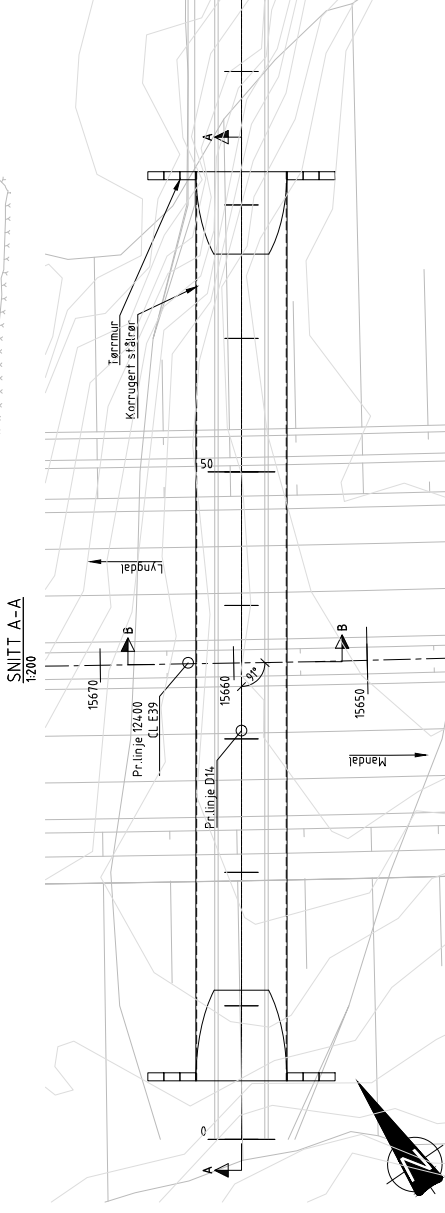 SNITT A-A
1:200
A
Tørrmur
Korrugert stålrør
50
Lyngdal
B
B
15670
15660
15650
91°
Pr.linje 12400
CL E39
Pr.linje D14
Mandal
0
A
N